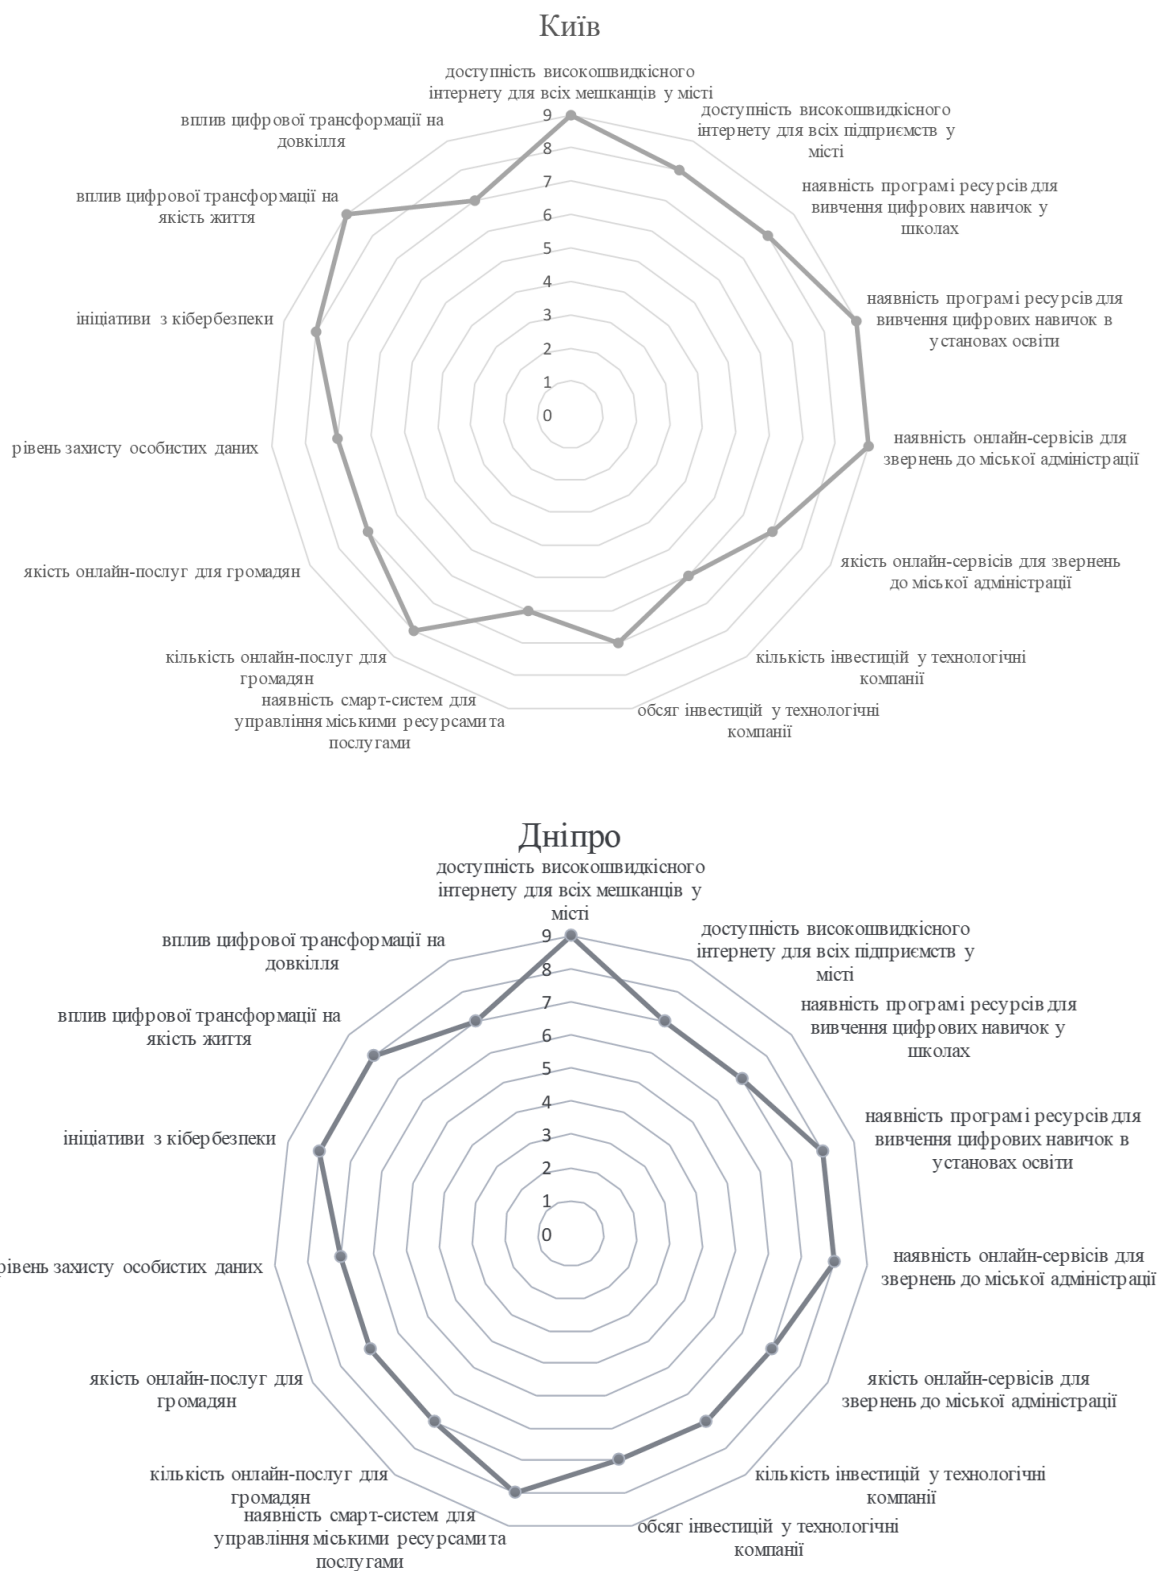 Київ
доступність високошвидкісного
інтернету для всіх мешканців у місті
доступність високошвидкісного
інтернету для всіх підприємств у
місті
наявність програм і ресурсів для
вивчення цифрових навичок у
школах
наявність програм і ресурсів для
вивчення цифрових навичок в
установах освіти
наявність онлайн-сервісів для
звернень до міської адміністрації
якість онлайн-сервісів для звернень
до міської адміністрації
кількість інвестицій у технологічні
компанії
обсяг інвестицій у технологічні
компанії
наявність смарт-систем для
управління міськими ресурсами та
послугами
кількість онлайн-послуг для
громадян
якість онлайн-послуг для громадян
рівень захисту особистих даних
ініціативи з кібербезпеки
вплив цифрової трансформації на
якість життя
вплив цифрової трансформації на
довкілля
9
8
7
6
5
4
3
2
1
0
Дніпро
доступність високошвидкісного
інтернету для всіх мешканців у
місті
доступність високошвидкісного
інтернету для всіх підприємств у
місті
наявність програм і ресурсів для
вивчення цифрових навичок у
школах
наявність програм і ресурсів для
вивчення цифрових навичок в
установах освіти
наявність онлайн-сервісів для
звернень до міської адміністрації
якість онлайн-сервісів для
звернень до міської адміністрації
кількість інвестицій у технологічні
компанії
обсяг інвестицій у технологічні
компанії
наявність смарт-систем для
управління міськими ресурсами та
послугами
кількість онлайн-послуг для
громадян
якість онлайн-послуг для
громадян
рівень захисту особистих даних
ініціативи з кібербезпеки
вплив цифрової трансформації на
якість життя
вплив цифрової трансформації на
довкілля
9
8
7
6
5
4
3
2
1
0